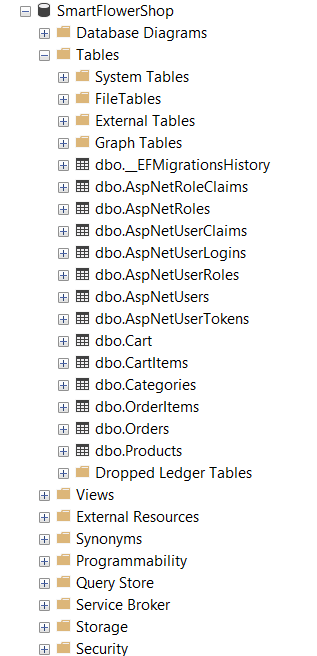 SmartFlowerShop
Database Diagrams
Tables
System Tables
FileTables
External Tables
Graph Tables
dbo.__EFMigrationsHistory
dbo.AspNetRoleClaims
dbo.AspNetRoles
dbo.AspNetUserClaims
dbo.AspNetUserLogins
dbo.AspNetUserRoles
dbo.AspNetUsers
dbo.AspNetUserTokens
dbo.Cart
dbo.CartItems
dbo.Categories
dbo.OrderItems
dbo.Orders
dbo.Products
Dropped Ledger Tables
Views
External Resources
Synonyms
Programmability
Query Store
Service Broker
Storage
Security